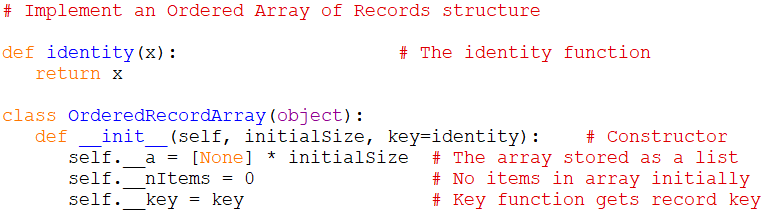 # Implement an Ordered Array of Records structure
def identity(x):                     # The identity function
   return x
class OrderedRecordArray(object):
   def __init__(self, initialSize, key=identity):    # Constructor
      self.__a = [None] * initialSize  # The array stored as a list
      self.__nItems = 0                # No items in array initially
      self.__key = key                 # Key function gets record key